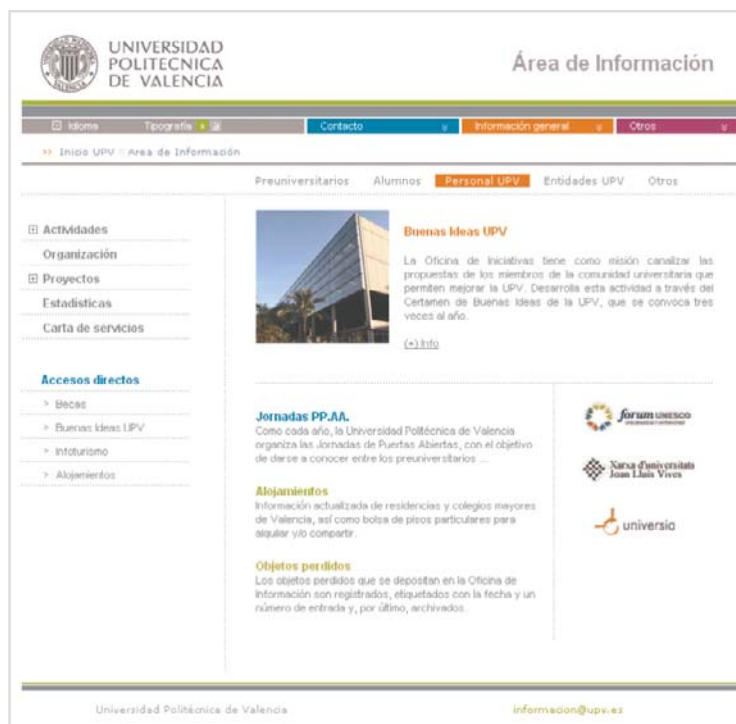 UNIVERSIDAD
POLITECNICA
DE VALENCIA
Área de Información
Idioma Tipografía Contacto Información general Otros
>> Inicio UPV :: Area de Información
Preuniversitarios Alumnos Personal UPV Entidades UPV Otros
Actividades
Organización
Proyectos
Estadísticas
Carta de servicios
Accesos directos
> Becas
> Buenas Ideas UPV
> Infoturismo
> Alojamientos
Buenas Ideas UPV
La Oficina de Iniciativas tiene como misión canalizar las
propuestas de los miembros de la comunidad universitaria que
permiten mejorar la UPV. Desarrolla esta actividad a través del
Certamen de Buenas Ideas de la UPV, que se convoca tres
veces al año.
(+) Info
Jornadas PP.AA.
Como cada año, la Universidad Politécnica de Valencia
organiza las Jornadas de Puertas Abiertas, con el objetivo
de darse a conocer entre los preuniversitarios ...
Alojamientos
Información actualizada de residencias y colegios mayores
de Valencia, así como bolsa de pisos particulares para
alquilar y/o compartir.
Objetos perdidos
Los objetos perdidos que se depositan en la Oficina de
Información son registrados, etiquetados con la fecha y un
número de entrada y, por último, archivados.
forum UNESCO
Xarxa d'universitats
Joan Lluís Vives
universia
Universidad Politécnica de Valencia
informacion@upv.es